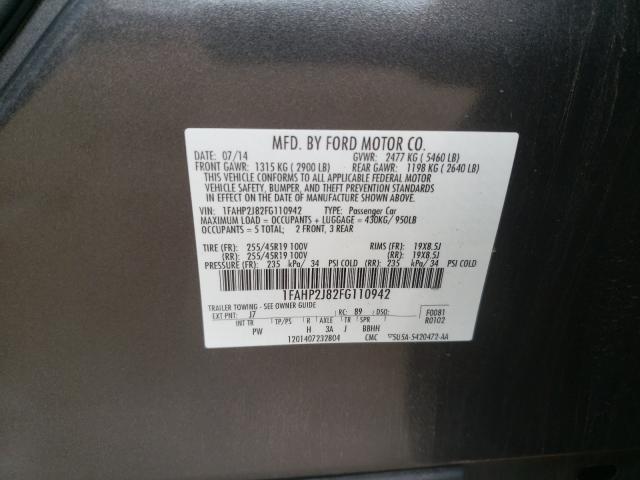 MFD. BY FORD MOTOR CO.
DATE: 07/14 GVWR: 2477 KG ( 5460 LB)
FRONT GAWR: 1315 KG ( 2900 LB) REAR GAWR: 1198 KG ( 2640 LB)
THIS VEHICLE CONFORMS TO ALL APPLICABLE FEDERAL MOTOR
VEHICLE SAFETY, BUMPER, AND THEFT PREVENTION STANDARDS
IN EFFECT ON THE DATE OF MANUFACTURE SHOWN ABOVE.
VIN: 1FAHP2J82FG110942 TYPE: Passenger Car
MAXIMUM LOAD = OCCUPANTS + LUGGAGE = 430KG/ 950LB
OCCUPANTS = 5 TOTAL: 2 FRONT, 3 REAR
TIRE (FR): 255/45R19 100V RIMS (FR): 19X8.5J
(RR): 255/45R19 100V (RR): 19X8.5J
PRESSURE (FR): 235 kPa/ 34 PSI COLD (RR): 235 kPa/ 34 PSI COLD
1FAHP2J82FG110942
TRAILER TOWING - SEE OWNER GUIDE
EXT PNT: J7 RC: 89 DSO: F0081
INT TR TP/PS R AXLE TR SPR R0102
PW H 3A J BBHH
1201407232804 CMC 5U5A-5420472-AA